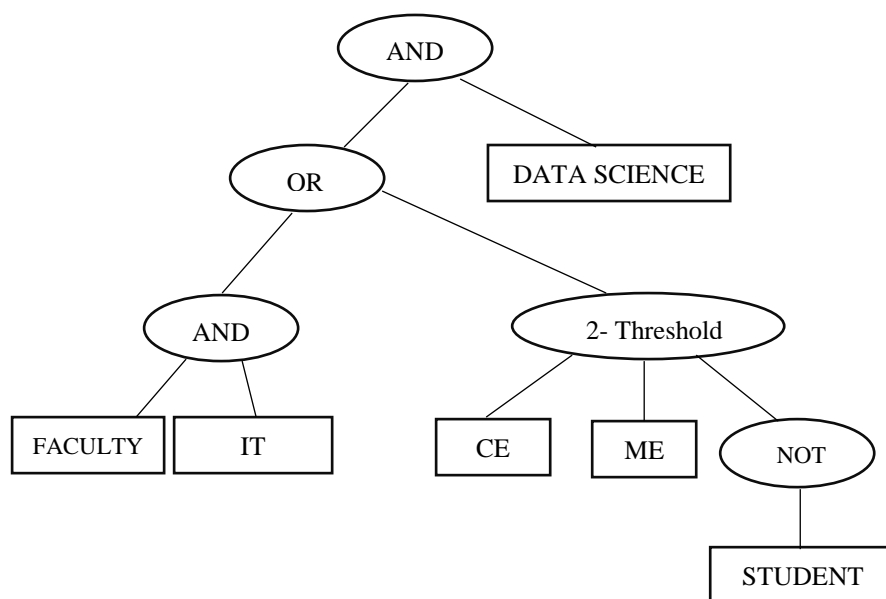 AND
OR
DATA SCIENCE
AND
2- Threshold
FACULTY
IT
CE
ME
NOT
STUDENT